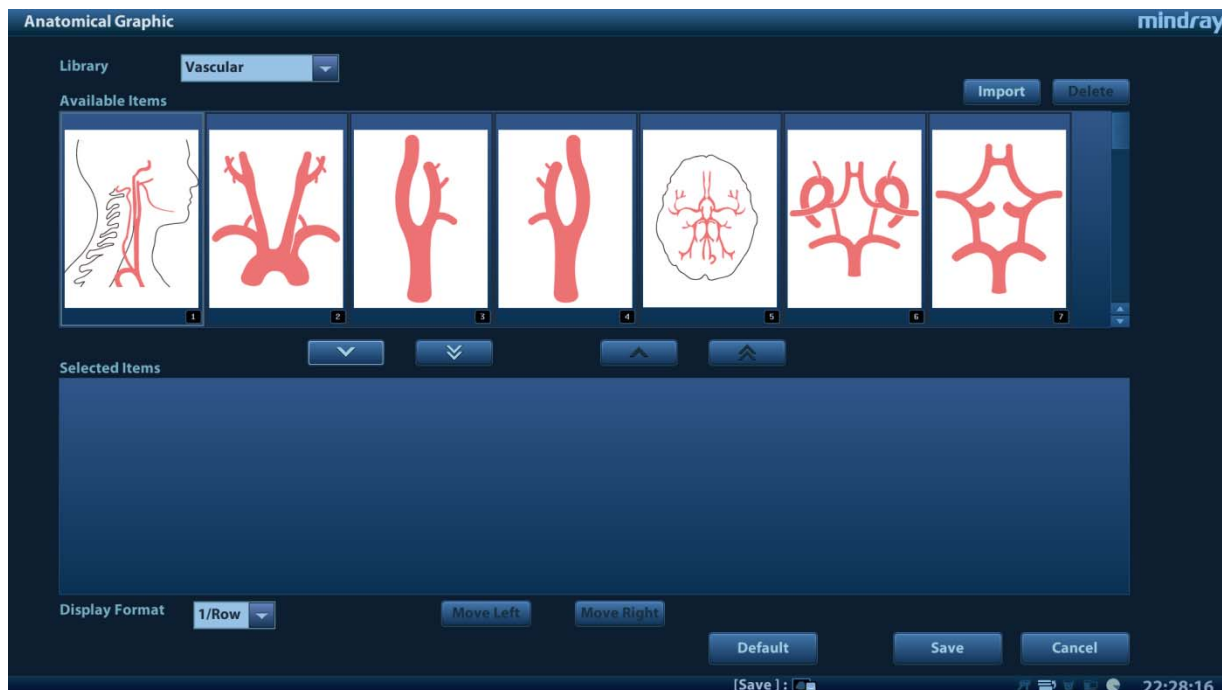 Anatomical Graphic
mindray
Library
Vascular
Import
Delete
Available Items
1
2
3
4
5
6
7
Selected Items
Display Format
1/Row
Move Left
Move Right
Default
Save
Cancel
[Save ] :
22:28:16